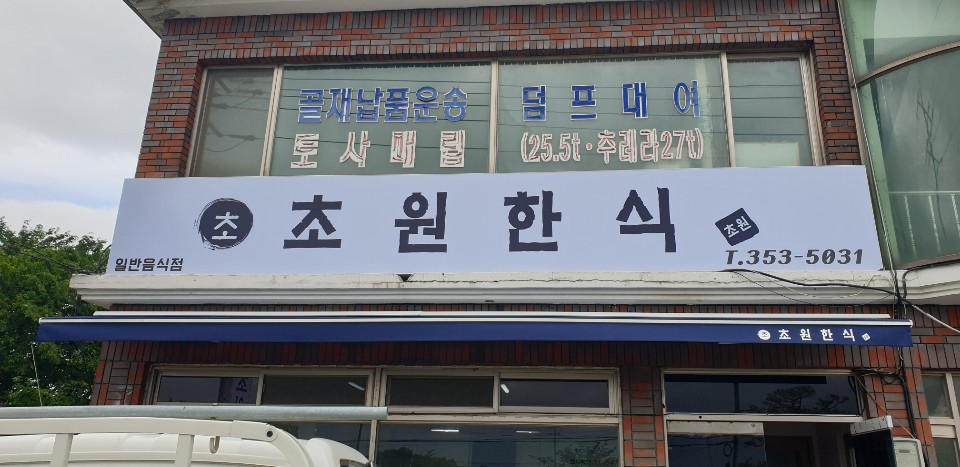 골재납품운송 덤프대여
토사매립 (25.5t·추레라27t)
초 초원한식 초원
일반음식점 T.353-5031
초 초원한식